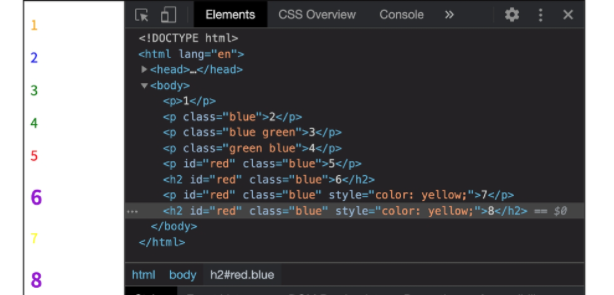 1
2
3
4
5
6
7
8
Elements CSS Overview Console »
<!DOCTYPE html>
<html lang="en">
<head>…</head>
<body>
<p>1</p>
<p class="blue">2</p>
<p class="blue green">3</p>
<p class="green blue">4</p>
<p id="red" class="blue">5</p>
<h2 id="red" class="blue">6</h2>
<p id="red" class="blue" style="color: yellow;">7</p>
... <h2 id="red" class="blue" style="color: yellow;">8</h2> == $0
</body>
</html>
html body h2#red.blue